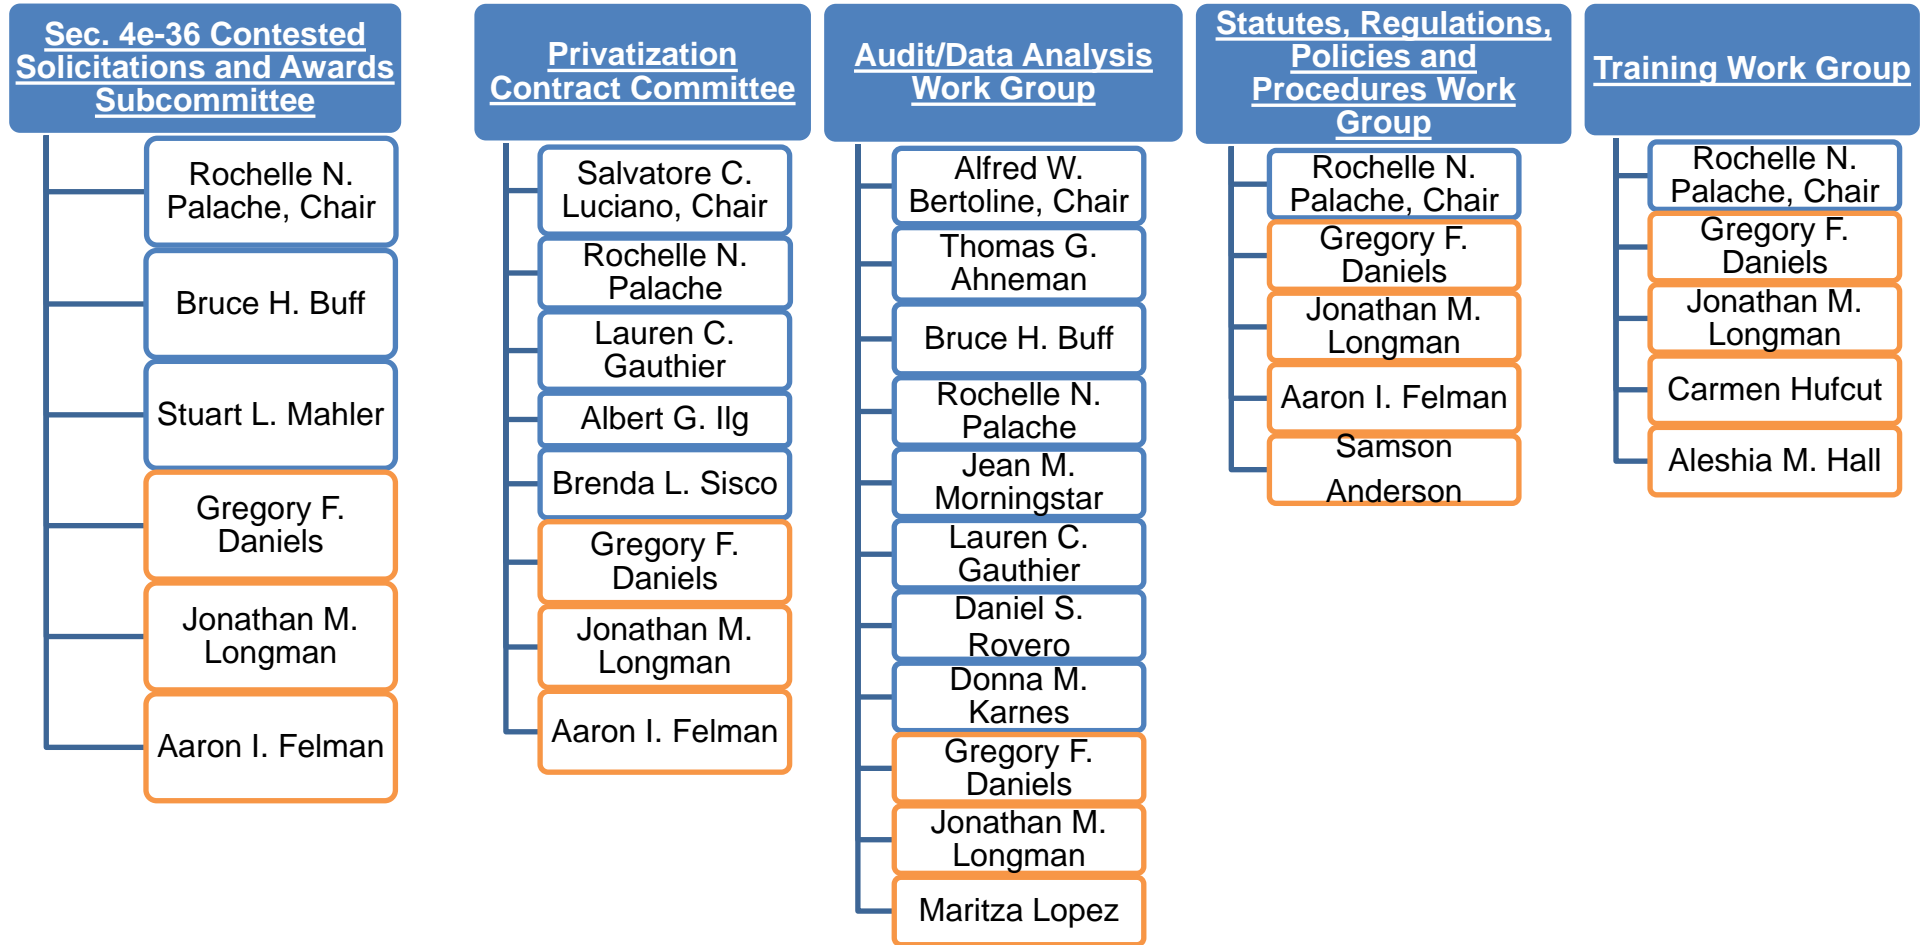 Sec. 4e-36 Contested
Solicitations and Awards
Subcommittee
Rochelle N.
Palache, Chair
Bruce H. Buff
Stuart L. Mahler
Gregory F.
Daniels
Jonathan M.
Longman
Aaron I. Felman
Privatization
Contract Committee
Salvatore C.
Luciano, Chair
Rochelle N.
Palache
Lauren C.
Gauthier
Albert G. Ilg
Brenda L. Sisco
Gregory F.
Daniels
Jonathan M.
Longman
Aaron I. Felman
Audit/Data Analysis
Work Group
Alfred W.
Bertoline, Chair
Thomas G.
Ahneman
Bruce H. Buff
Rochelle N.
Palache
Jean M.
Morningstar
Lauren C.
Gauthier
Daniel S.
Rovero
Donna M.
Karnes
Gregory F.
Daniels
Jonathan M.
Longman
Maritza Lopez
Statutes, Regulations,
Policies and
Procedures Work
Group
Rochelle N.
Palache, Chair
Gregory F.
Daniels
Jonathan M.
Longman
Aaron I. Felman
Samson
Anderson
Training Work Group
Rochelle N.
Palache, Chair
Gregory F.
Daniels
Jonathan M.
Longman
Carmen Hufcut
Aleshia M. Hall